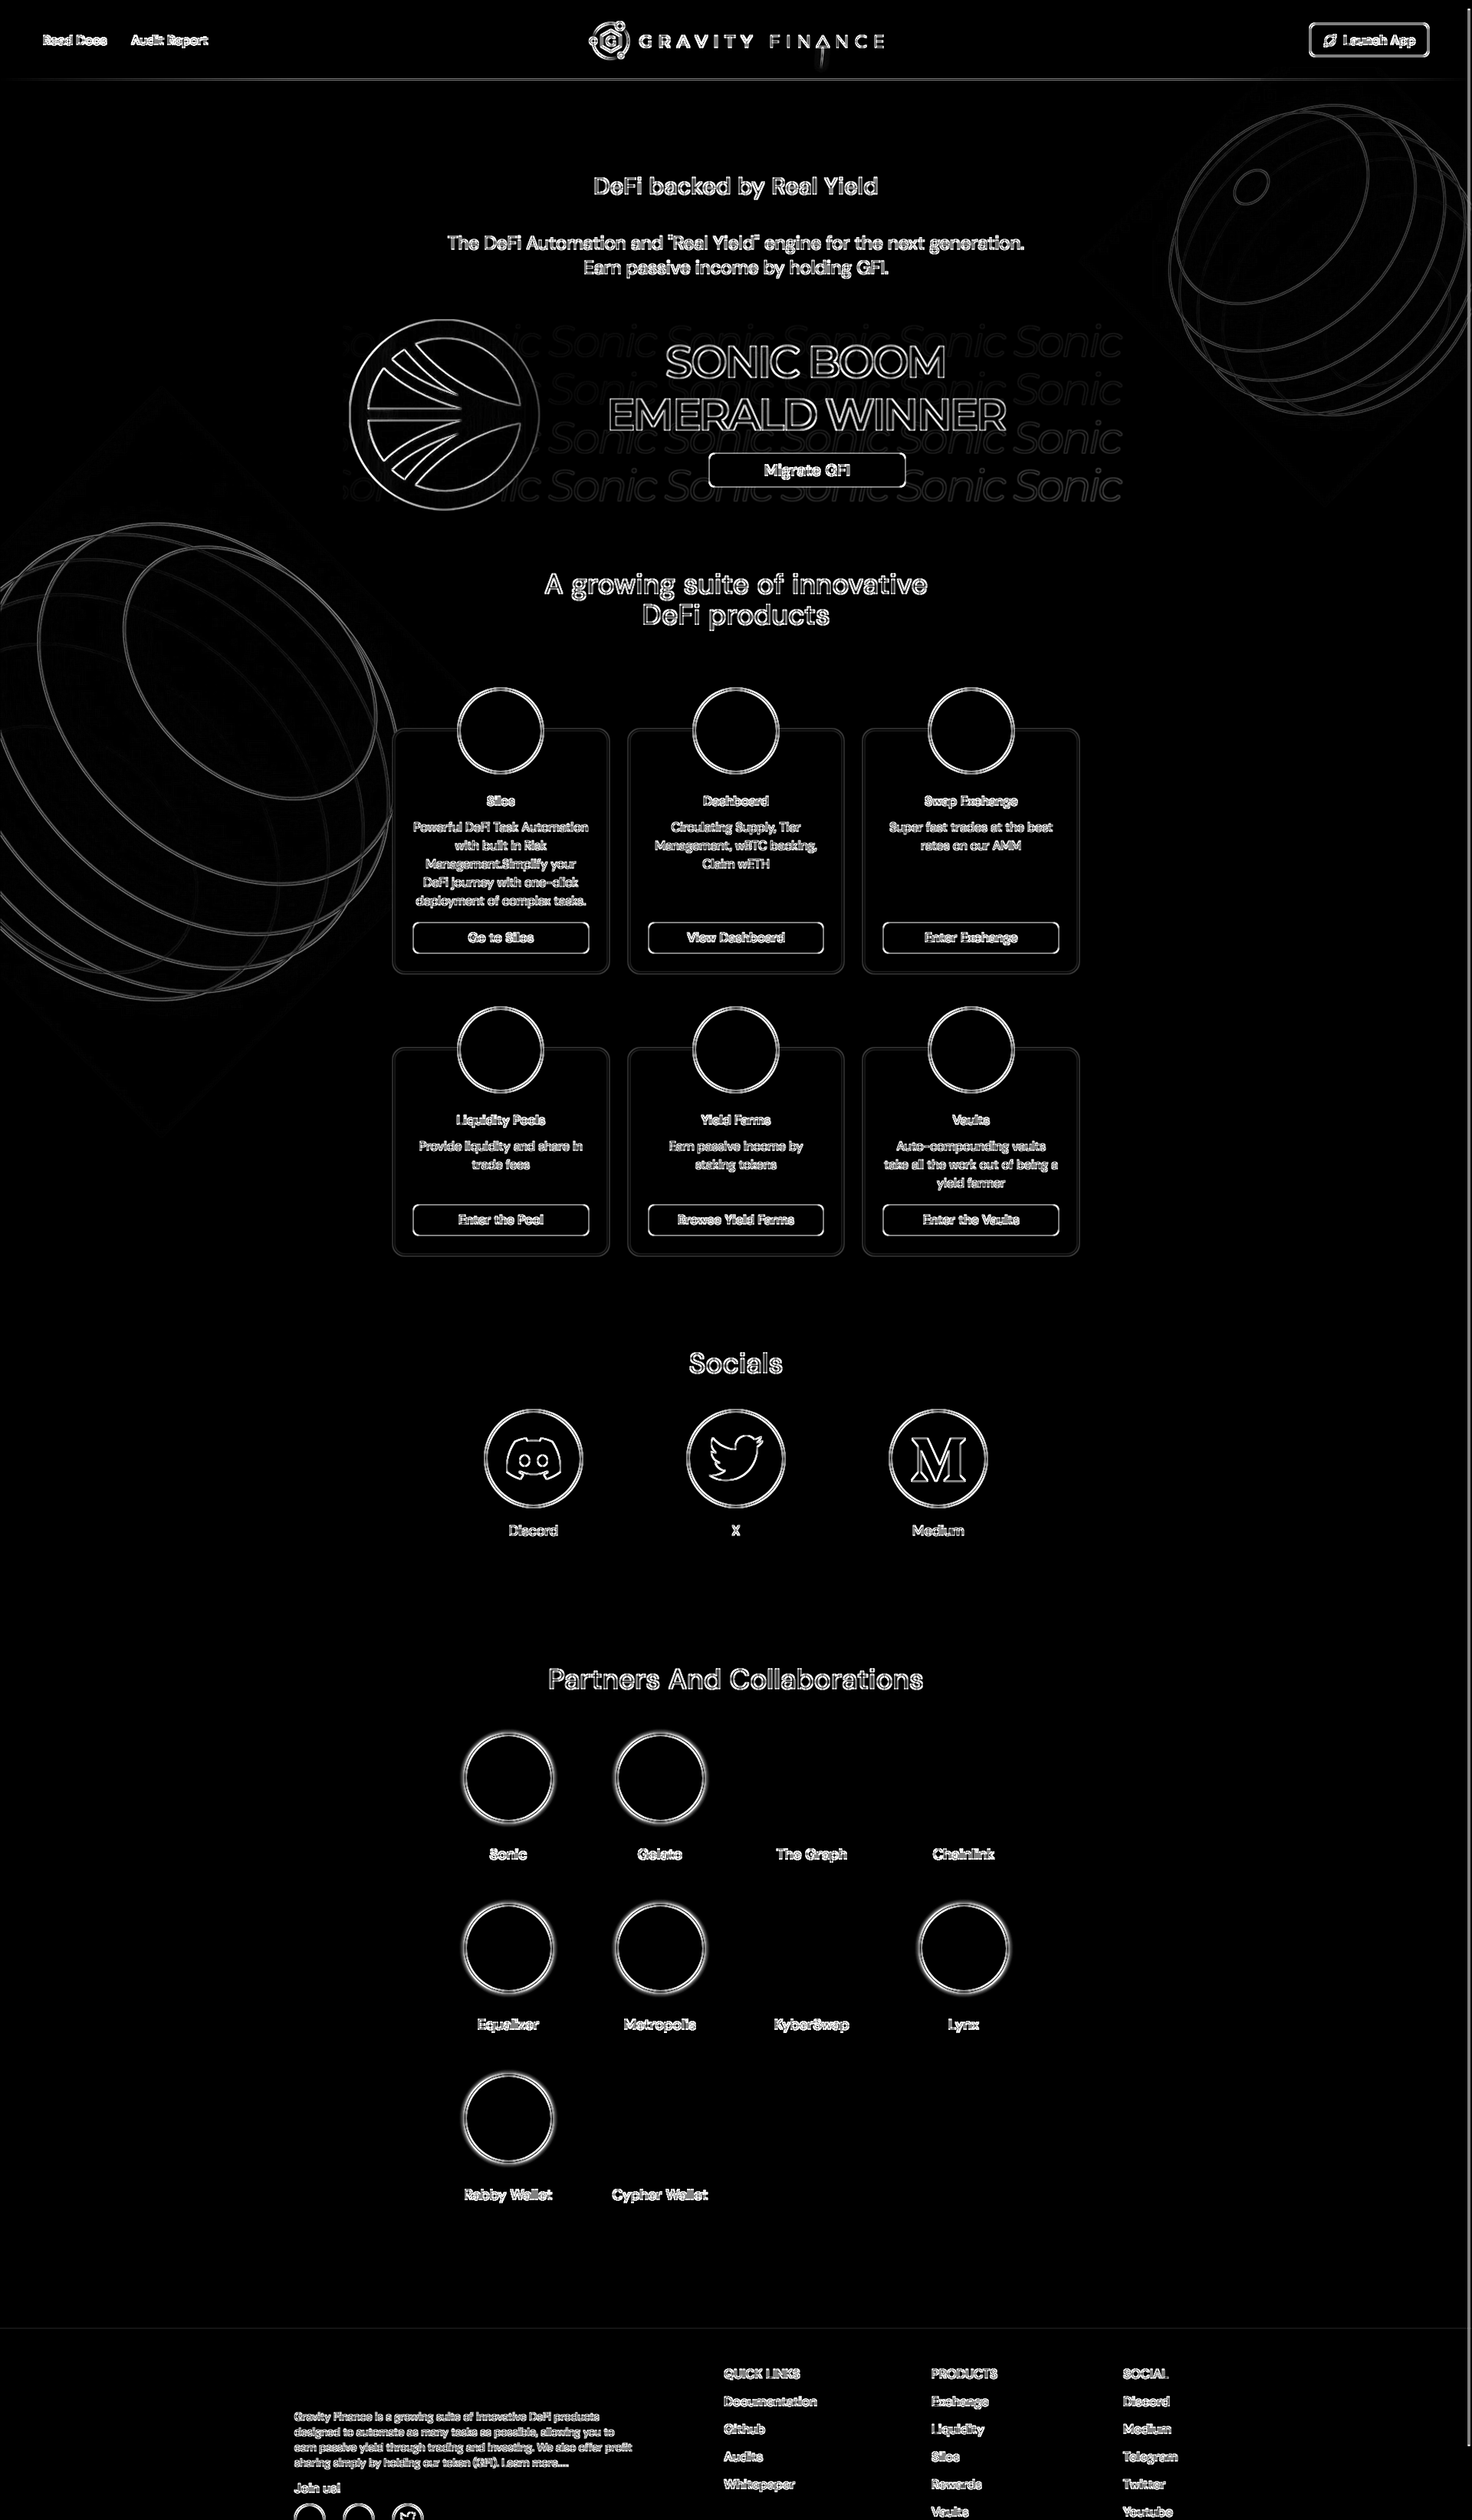 Read Docs
Audit Report
GRAVITY FINANCE
Launch App
DeFi backed by Real Yield
The DeFi Automation and "Real Yield" engine for the next generation.
Earn passive income by holding GFI.
Sonic Sonic Sonic Sonic Sonic
SONIC BOOM
Sonic Sonic
EMERALD WINNER
Sonic Sonic Sonic Sonic Sonic
Migrate GFI
Sonic Sonic Sonic Sonic Sonic
A growing suite of innovative
DeFi products
Silos
Powerful DeFi Task Automation
with built in Risk
Management.Simplify your
DeFi journey with one-click
deployment of complex tasks.
Go to Silos
Dashboard
Circulating Supply, Tier
Management, wBTC backing,
Claim wETH
View Dashboard
Swap Exchange
Super fast trades at the best
rates on our AMM
Enter Exchange
Liquidity Pools
Provide liquidity and share in
trade fees
Enter the Pool
Yield Farms
Earn passive income by
staking tokens
Browse Yield Farms
Vaults
Auto-compounding vaults
take all the work out of being a
yield farmer
Enter the Vaults
Socials
Discord
X
Medium
Partners And Collaborations
Sonic
Gelato
The Graph
Chainlink
Equalizer
Metropolis
KyberSwap
Lynx
Rabby Wallet
Cypher Wallet
Gravity Finance is a growing suite of innovative DeFi products
designed to automate as many tasks as possible, allowing you to
earn passive yield through trading and investing. We also offer profit
sharing simply by holding our token (GFI). Learn more....
Join us!
QUICK LINKS
Documentation
Github
Audits
Whitepaper
PRODUCTS
Exchange
Liquidity
Silos
Rewards
Vaults
SOCIAL
Discord
Medium
Telegram
Twitter
Youtube